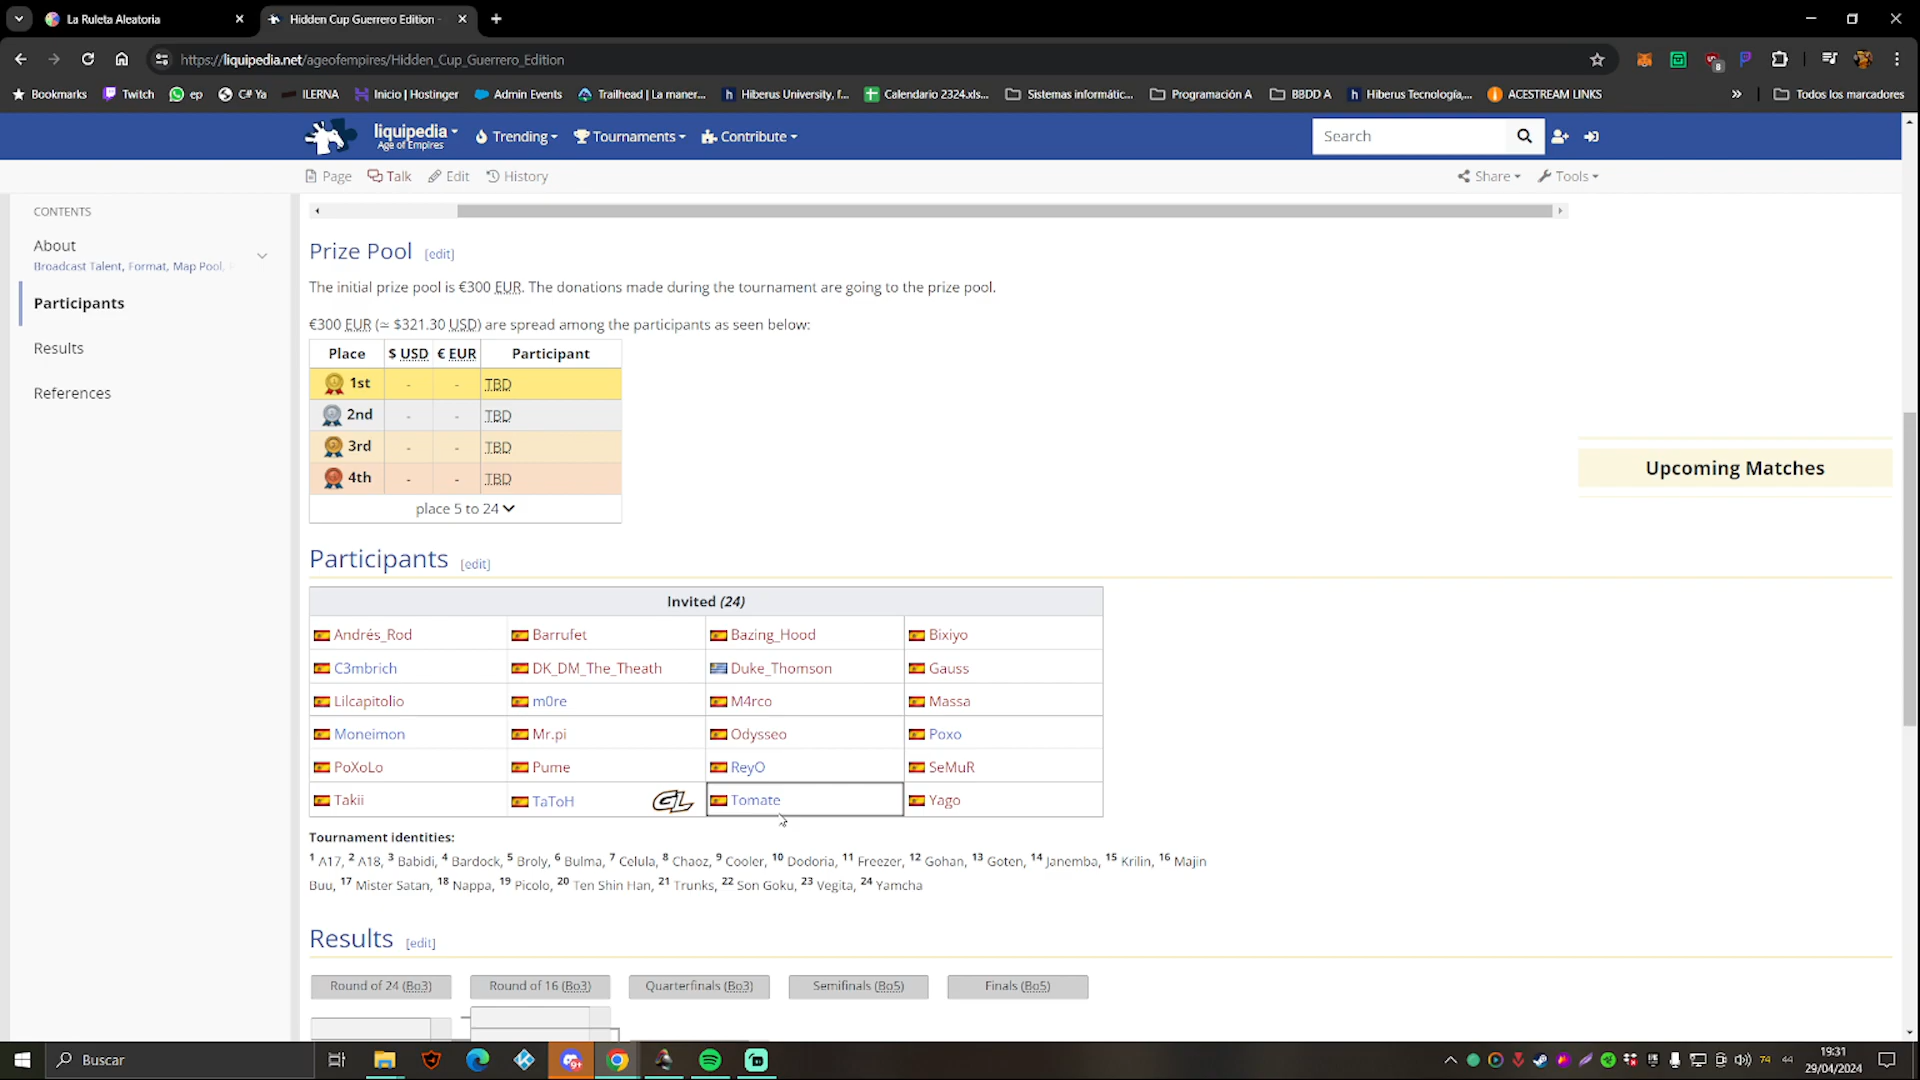 La Ruleta Aleatoria
Hidden Cup Guerrero Edition -
https://liquipedia.net/ageofempires/Hidden_Cup_Guerrero_Edition
8
Bookmarks
Twitch
ep
C# Ya
ILERNA
Inicio | Hostinger
Admin Events
Trailhead | La maner...
Hiberus University, f...
Calendario 2324.xls...
Sistemas informátic...
Programación A
BBDD A
Hiberus Tecnología,...
ACESTREAM LINKS
»
Todos los marcadores
liquipedia
Age of Empires
Trending
Tournaments
Contribute
Search
Page
Talk
Edit
History
Share
Tools
CONTENTS
About
Broadcast Talent, Format, Map Pool,
Participants
Results
References
Prize Pool [edit]
The initial prize pool is €300 EUR. The donations made during the tournament are going to the prize pool.
€300 EUR (≃ $321.30 USD) are spread among the participants as seen below:
Place $ USD € EUR Participant
1st - - TBD
2nd - - TBD
3rd - - TBD
4th - - TBD
place 5 to 24
Upcoming Matches
Participants [edit]
Invited (24)
Andrés_Rod Barrufet Bazing_Hood Bixiyo
C3mbrich DK_DM_The_Theath Duke_Thomson Gauss
Lilcapitolio m0re M4rco Massa
Moneimon Mr.pi Odysseo Poxo
PoXoLo Pume ReyO SeMuR
Takii TaToH GL Tomate Yago
Tournament identities:
1 A17, 2 A18, 3 Babidi, 4 Bardock, 5 Broly, 6 Bulma, 7 Celula, 8 Chaoz, 9 Cooler, 10 Dodoria, 11 Freezer, 12 Gohan, 13 Goten, 14 Janemba, 15 Krilin, 16 Majin
Buu, 17 Mister Satan, 18 Nappa, 19 Picolo, 20 Ten Shin Han, 21 Trunks, 22 Son Goku, 23 Vegita, 24 Yamcha
Results [edit]
Round of 24 (Bo3) Round of 16 (Bo3) Quarterfinals (Bo3) Semifinals (Bo5) Finals (Bo5)
Buscar
74
44
19:31
29/04/2024